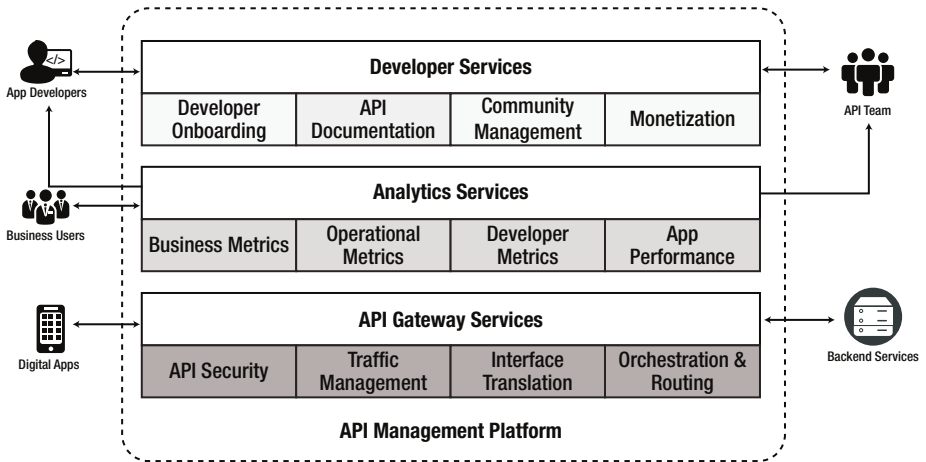 </>
App Developers
Developer Services
API Team
Developer
Onboarding
API
Documentation
Community
Management
Monetization
Business Users
Analytics Services
Business Metrics
Operational
Metrics
Developer
Metrics
App
Performance
Digital Apps
API Gateway Services
Backend Services
API Security
Traffic
Management
Interface
Translation
Orchestration &
Routing
API Management Platform